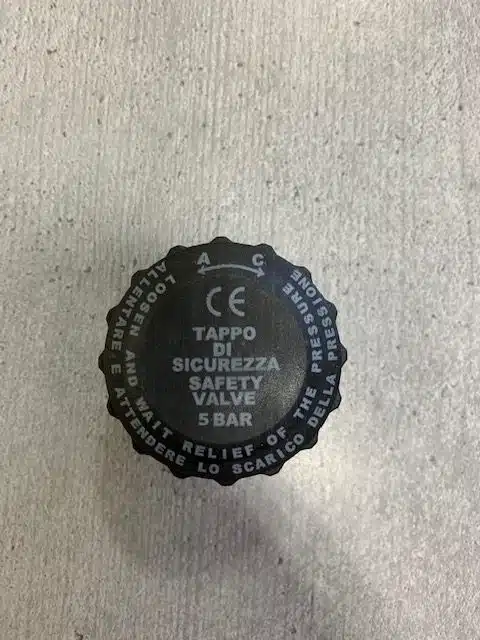 A C
CE
TAPPO
DI
SICUREZZA
SAFETY
VALVE
5 BAR
LOOSEN AND WAIT RELIEF OF THE PRESSURE
ALLENTARE E ATTENDERE LO SCARICO DELLA PRESSIONE